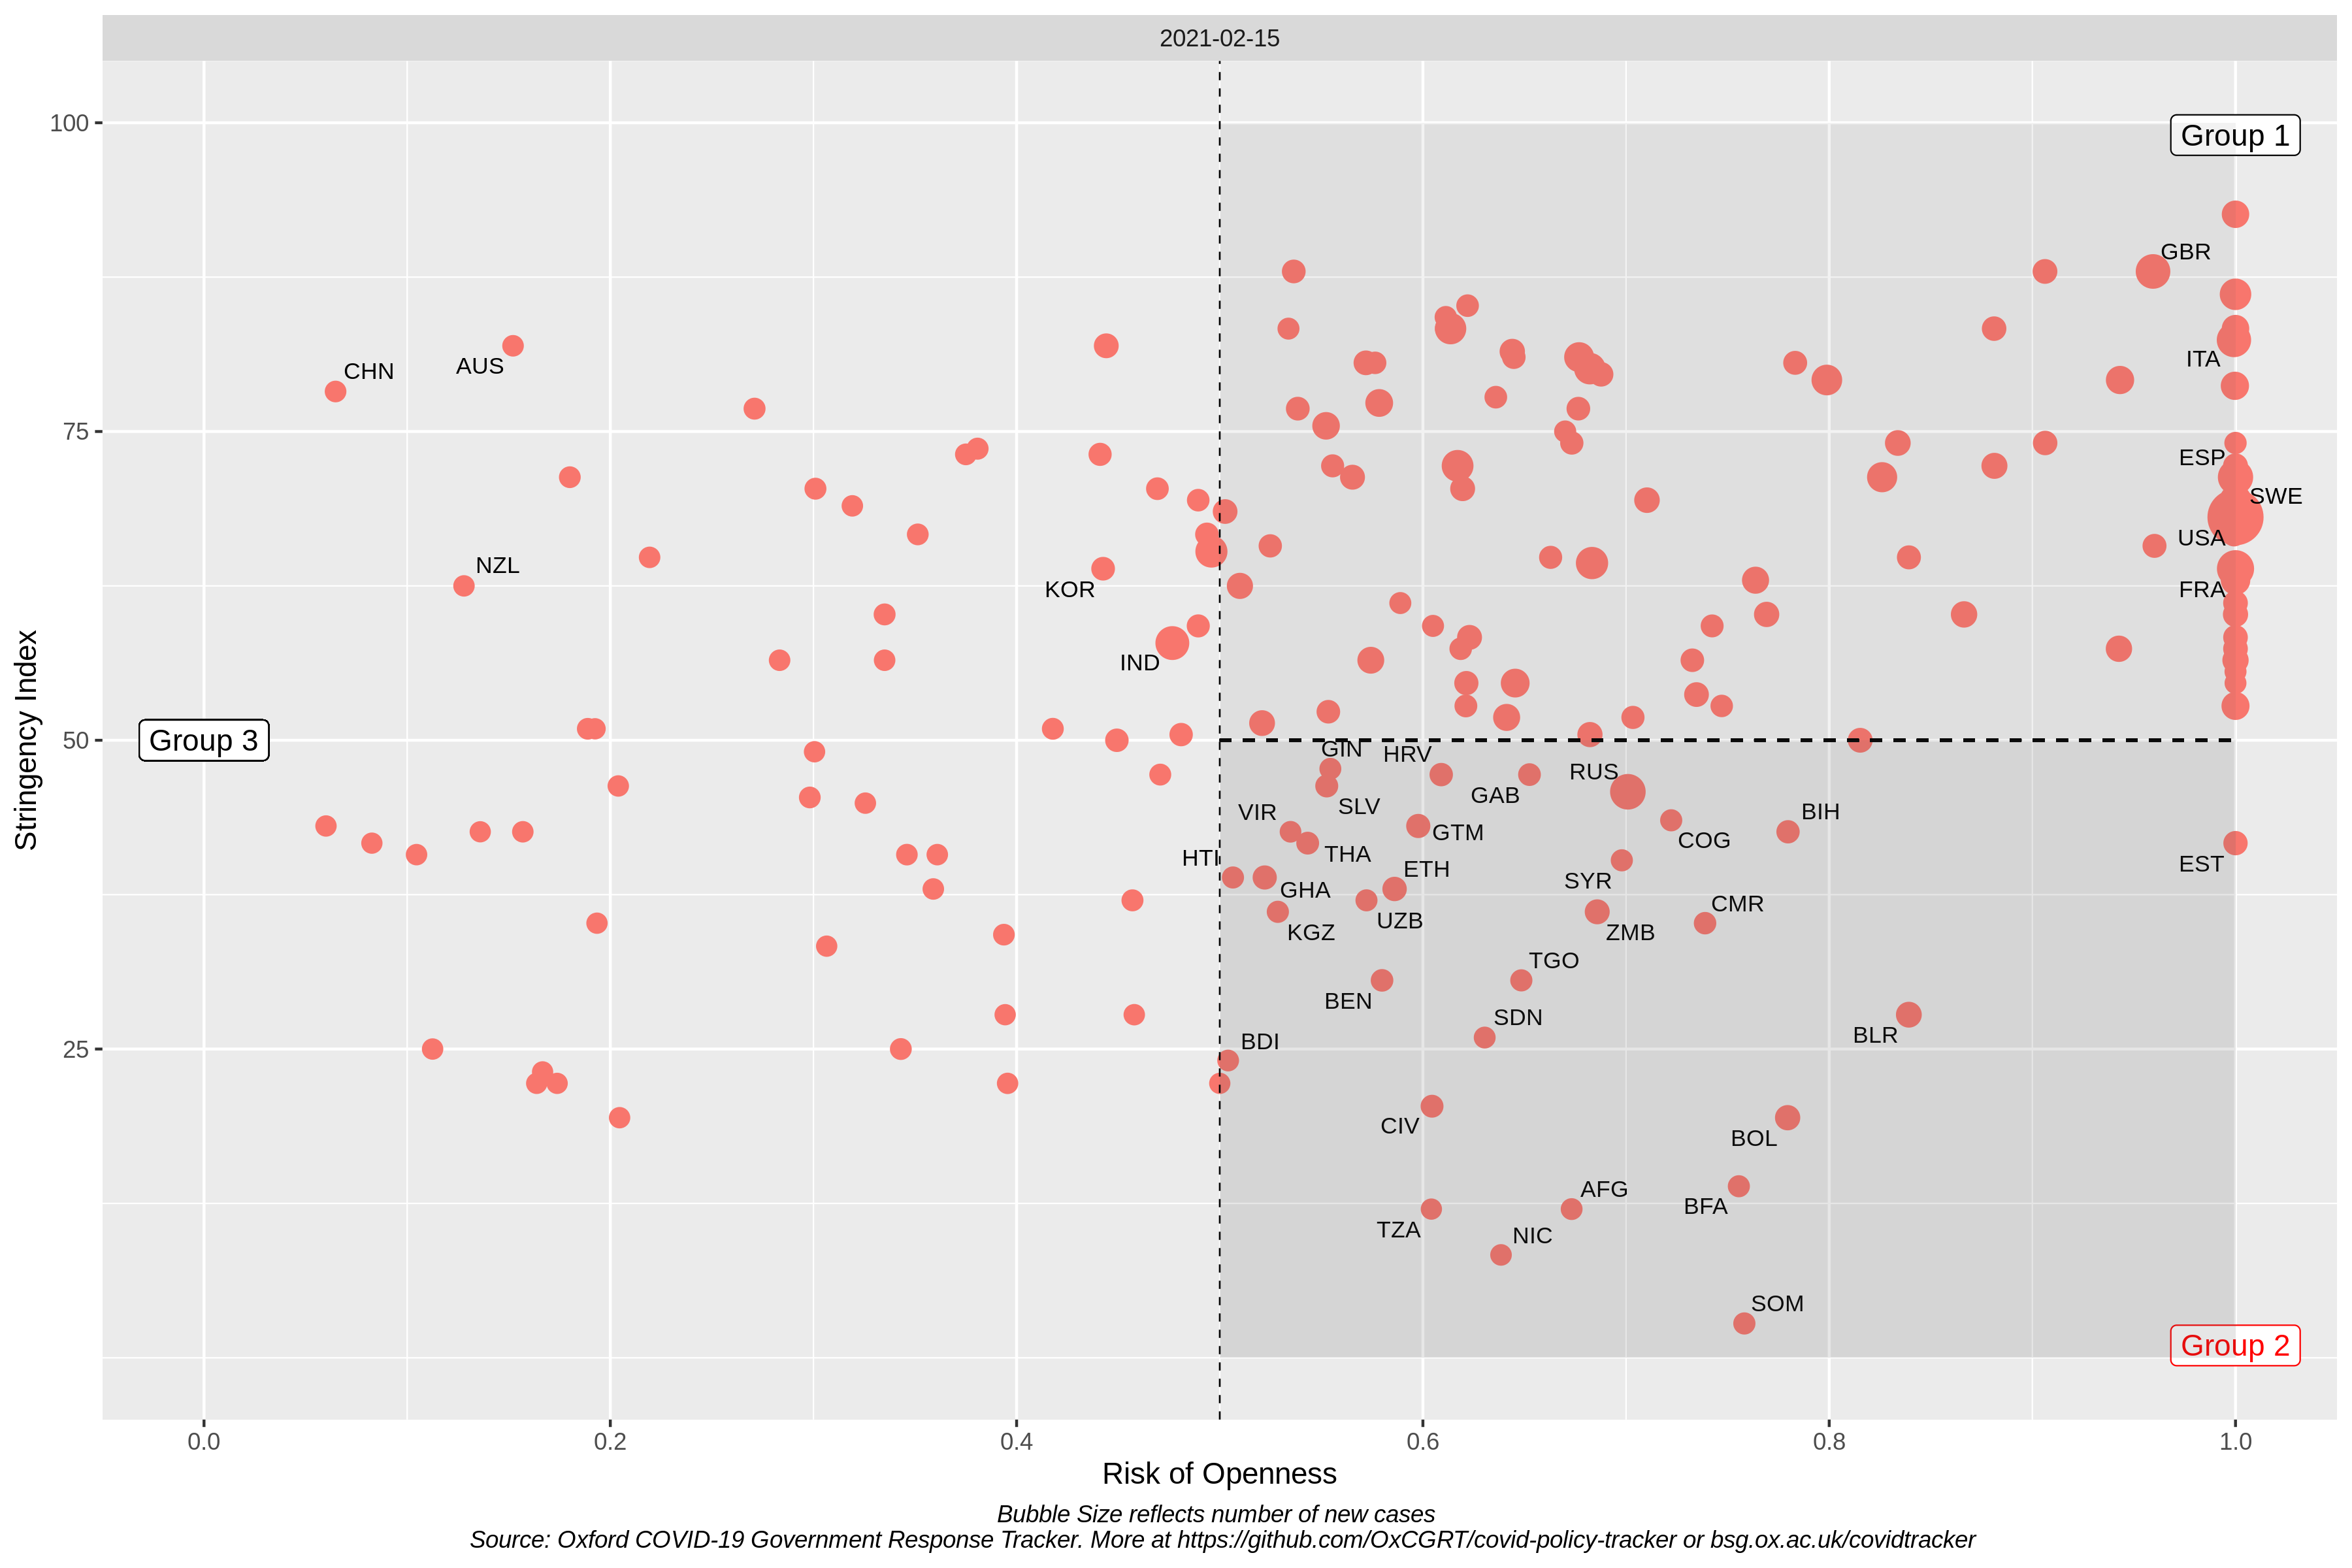 2021-02-15
100
Group 1
GBR
CHN
AUS
ITA
75
ESP
SWE
USA
NZL
KOR
FRA
IND
Stringency Index
Group 3
50
GIN
HRV
RUS
GAB
SLV
VIR
BIH
GTM
COG
THA
HTI
EST
ETH
SYR
GHA
CMR
UZB
KGZ
ZMB
TGO
BEN
SDN
BLR
BDI
25
CIV
BOL
AFG
BFA
TZA
NIC
SOM
Group 2
0.0 0.2 0.4 0.6 0.8 1.0
Risk of Openness
Bubble Size reflects number of new cases
Source: Oxford COVID-19 Government Response Tracker. More at https://github.com/OxCGRT/covid-policy-tracker or bsg.ox.ac.uk/covidtracker